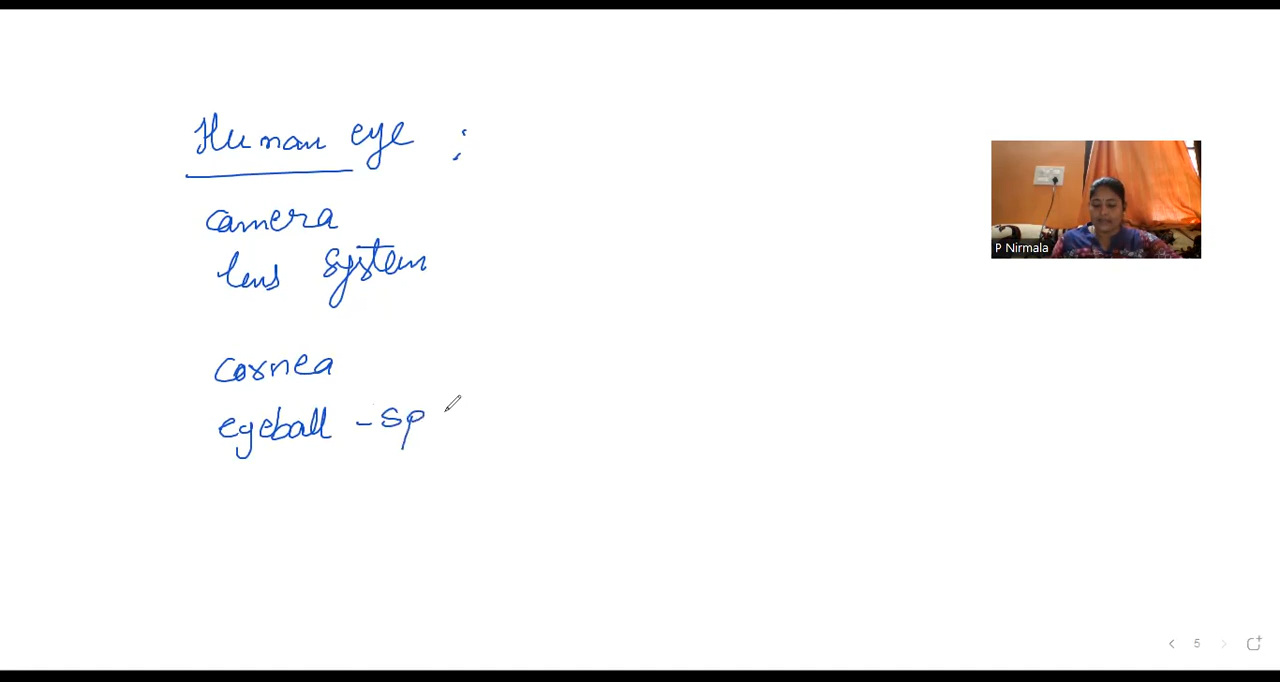 Human eye :
camera
lens system
cornea
eyeball - sp
P Nirmala
5